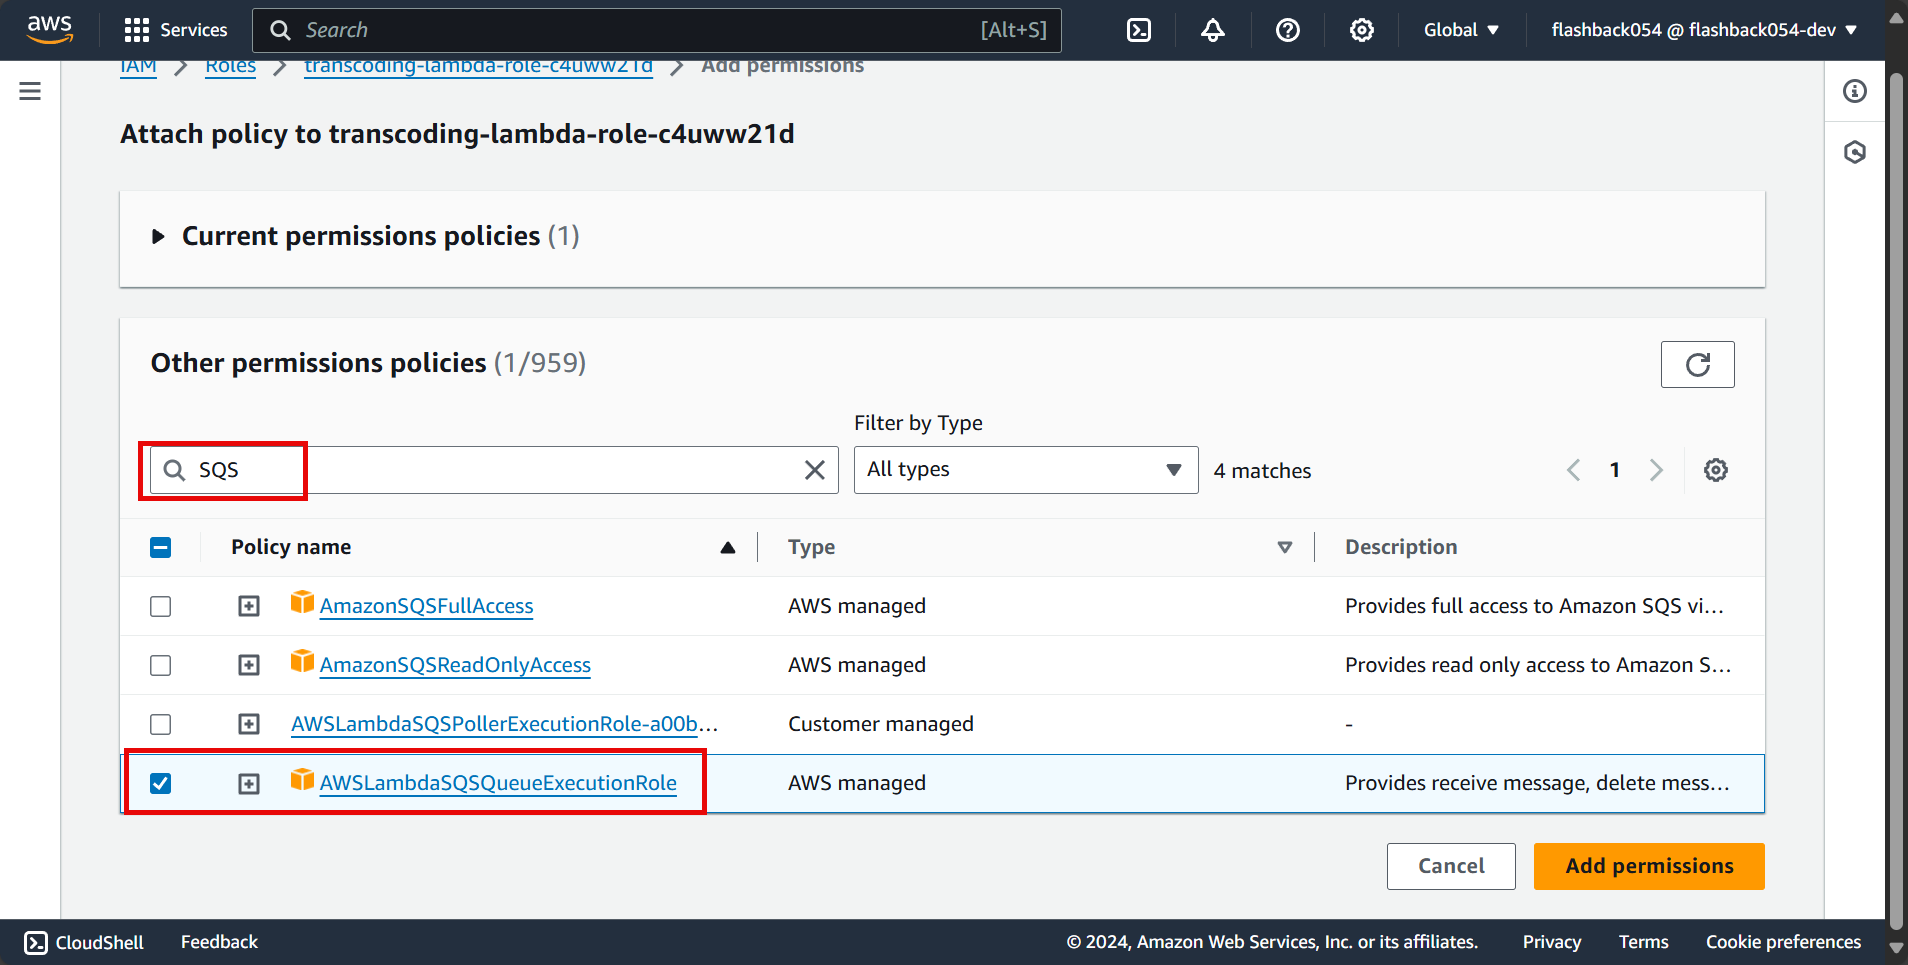 aws Services Search [Alt+S] Global flashback054 @ flashback054-dev
IAM Roles transcoding-lambda-role-c4uww21d Add permissions
Attach policy to transcoding-lambda-role-c4uww21d
Current permissions policies (1)
Other permissions policies (1/959)
Filter by Type
SQS All types 4 matches 1
Policy name Type Description
AmazonSQSFullAccess AWS managed Provides full access to Amazon SQS vi...
AmazonSQSReadOnlyAccess AWS managed Provides read only access to Amazon S...
AWSLambdaSQSPollerExecutionRole-a00b... Customer managed -
AWSLambdaSQSQueueExecutionRole AWS managed Provides receive message, delete mess...
Cancel Add permissions
CloudShell Feedback © 2024, Amazon Web Services, Inc. or its affiliates. Privacy Terms Cookie preferences